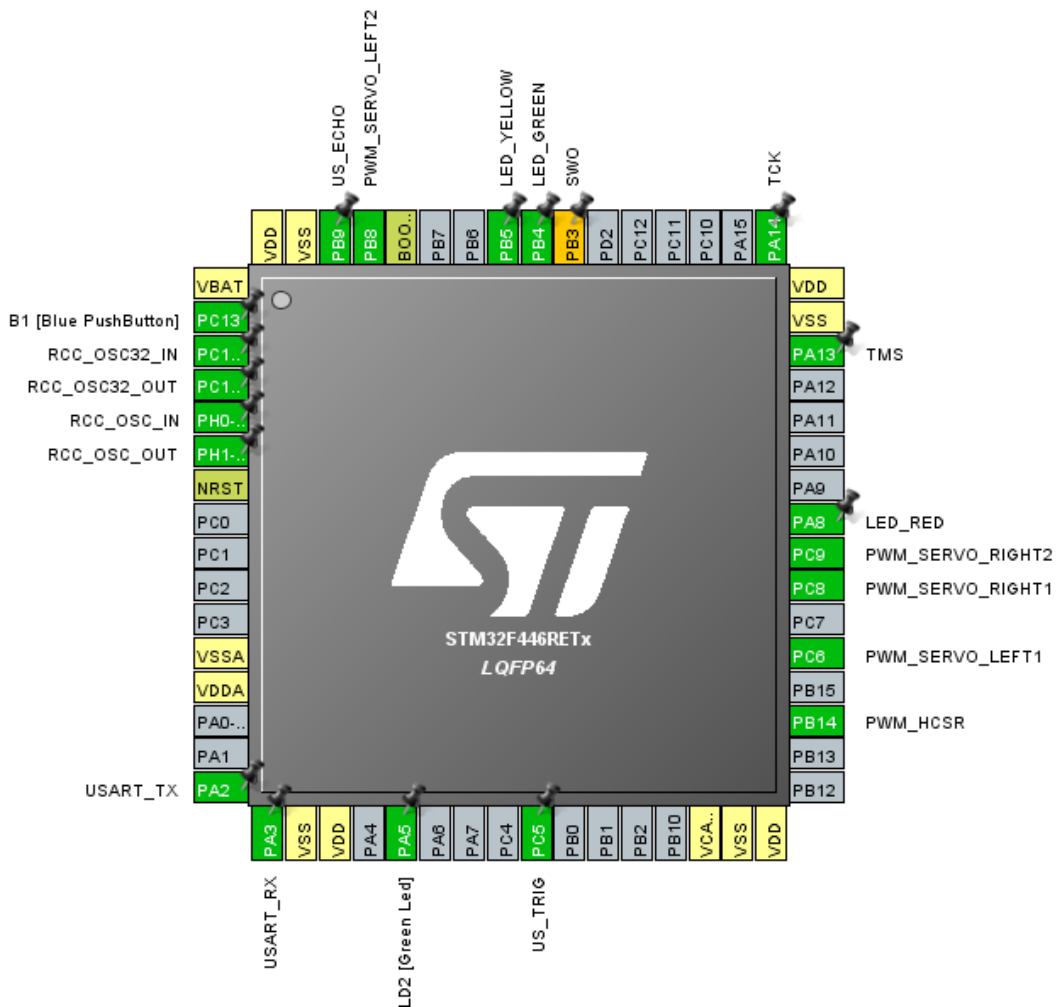 US_ECHO
PWM_SERVO_LEFT2
LED_YELLOW
LED_GREEN
SWO
TCK
VDD
VSS
PB9
PB8
BOO..
PB7
PB6
PB5
PB4
PB3
PD2
PC12
PC11
PC10
PA15
PA14
VBAT
B1 [Blue PushButton] PC13
RCC_OSC32_IN PC1..
RCC_OSC32_OUT PC1..
RCC_OSC_IN PH0-..
RCC_OSC_OUT PH1-..
NRST
PC0
PC1
PC2
PC3
VSSA
VDDA
PA0-..
PA1
USART_TX PA2
ST
STM32F446RETx
LQFP64
VDD
VSS
PA13 TMS
PA12
PA11
PA10
PA9
PA8 LED_RED
PC9 PWM_SERVO_RIGHT2
PC8 PWM_SERVO_RIGHT1
PC7
PC6 PWM_SERVO_LEFT1
PB15
PB14 PWM_HCSR
PB13
PB12
PA3
VSS
VDD
PA4
PA5
PA6
PA7
PC4
PC5
PB0
PB1
PB2
PB10
VCA..
VSS
VDD
USART_RX
LD2 [Green Led]
US_TRIG